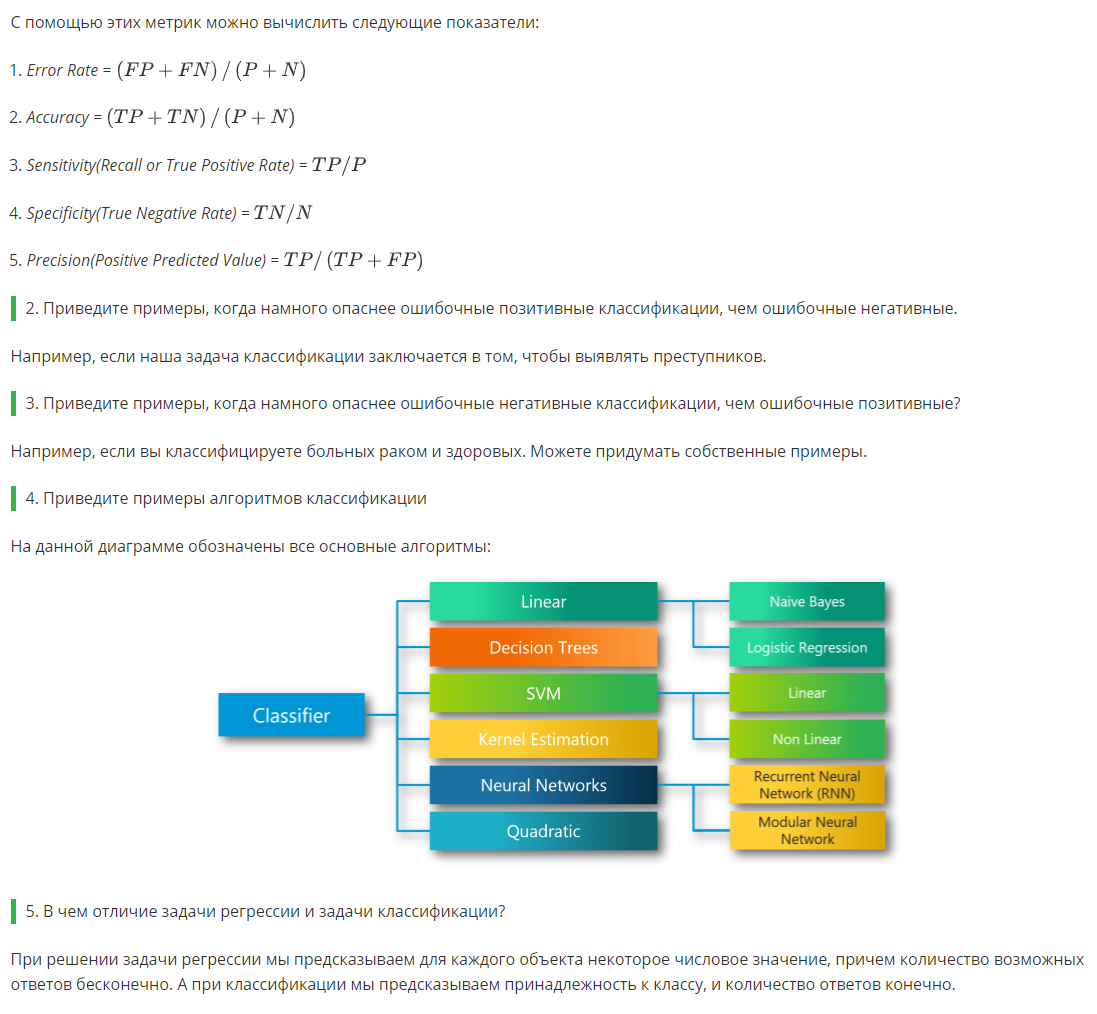 С помощью этих метрик можно вычислить следующие показатели:
1. Error Rate = (FP + FN) / (P + N)
2. Accuracy = (TP + TN) / (P + N)
3. Sensitivity(Recall or True Positive Rate) = TP/P
4. Specificity(True Negative Rate) = TN/N
5. Precision(Positive Predicted Value) = TP/ (TP + FP)
2. Приведите примеры, когда намного опаснее ошибочные позитивные классификации, чем ошибочные негативные.
Например, если наша задача классификации заключается в том, чтобы выявлять преступников.
3. Приведите примеры, когда намного опаснее ошибочные негативные классификации, чем ошибочные позитивные?
Например, если вы классифицируете больных раком и здоровых. Можете придумать собственные примеры.
4. Приведите примеры алгоритмов классификации
На данной диаграмме обозначены все основные алгоритмы:
Classifier
Linear
Decision Trees
SVM
Kernel Estimation
Neural Networks
Quadratic
Naive Bayes
Logistic Regression
Linear
Non Linear
Recurrent Neural
Network (RNN)
Modular Neural
Network
5. В чем отличие задачи регрессии и задачи классификации?
При решении задачи регрессии мы предсказываем для каждого объекта некоторое числовое значение, причем количество возможных
ответов бесконечно. А при классификации мы предсказываем принадлежность к классу, и количество ответов конечно.